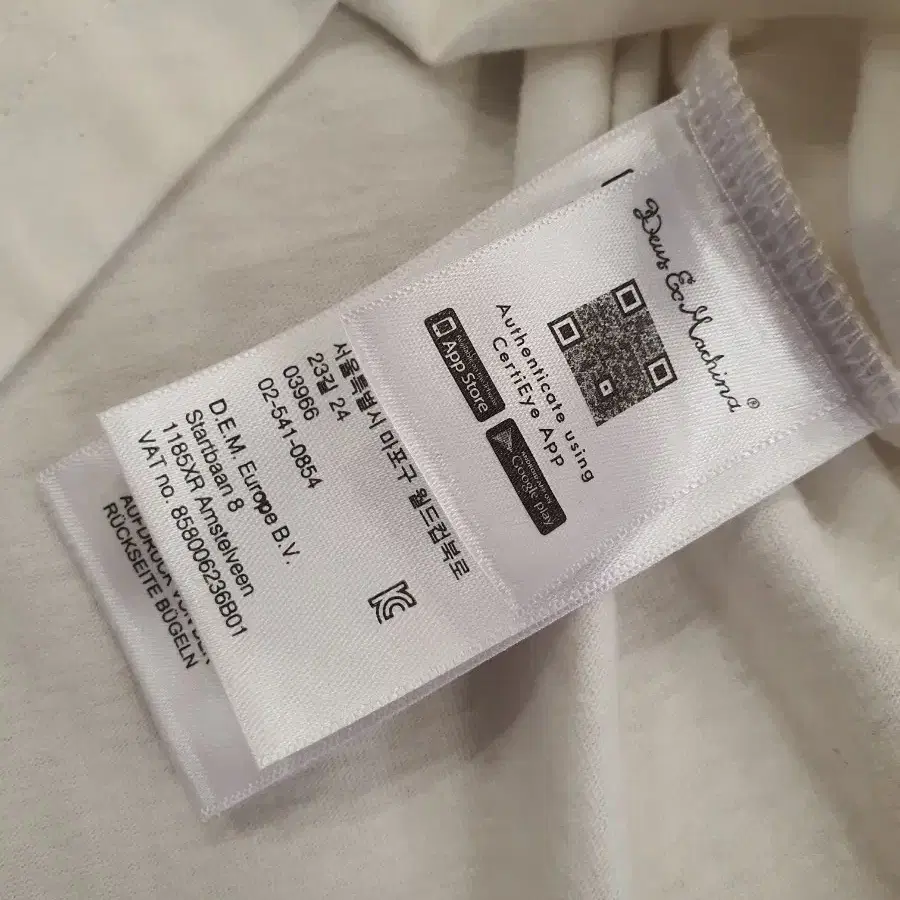 Deus Ex Machina®
Authenticate using
CertiEye App
App Store
Google play
서울특별시 마포구 월드컵북로
23길 24
03966
02-541-0854
D.E.M. Europe B.V.
Startbaan 8
1185XR Amstelveen
VAT no. 858006236B01
RÜCKSEITE BÜGELN